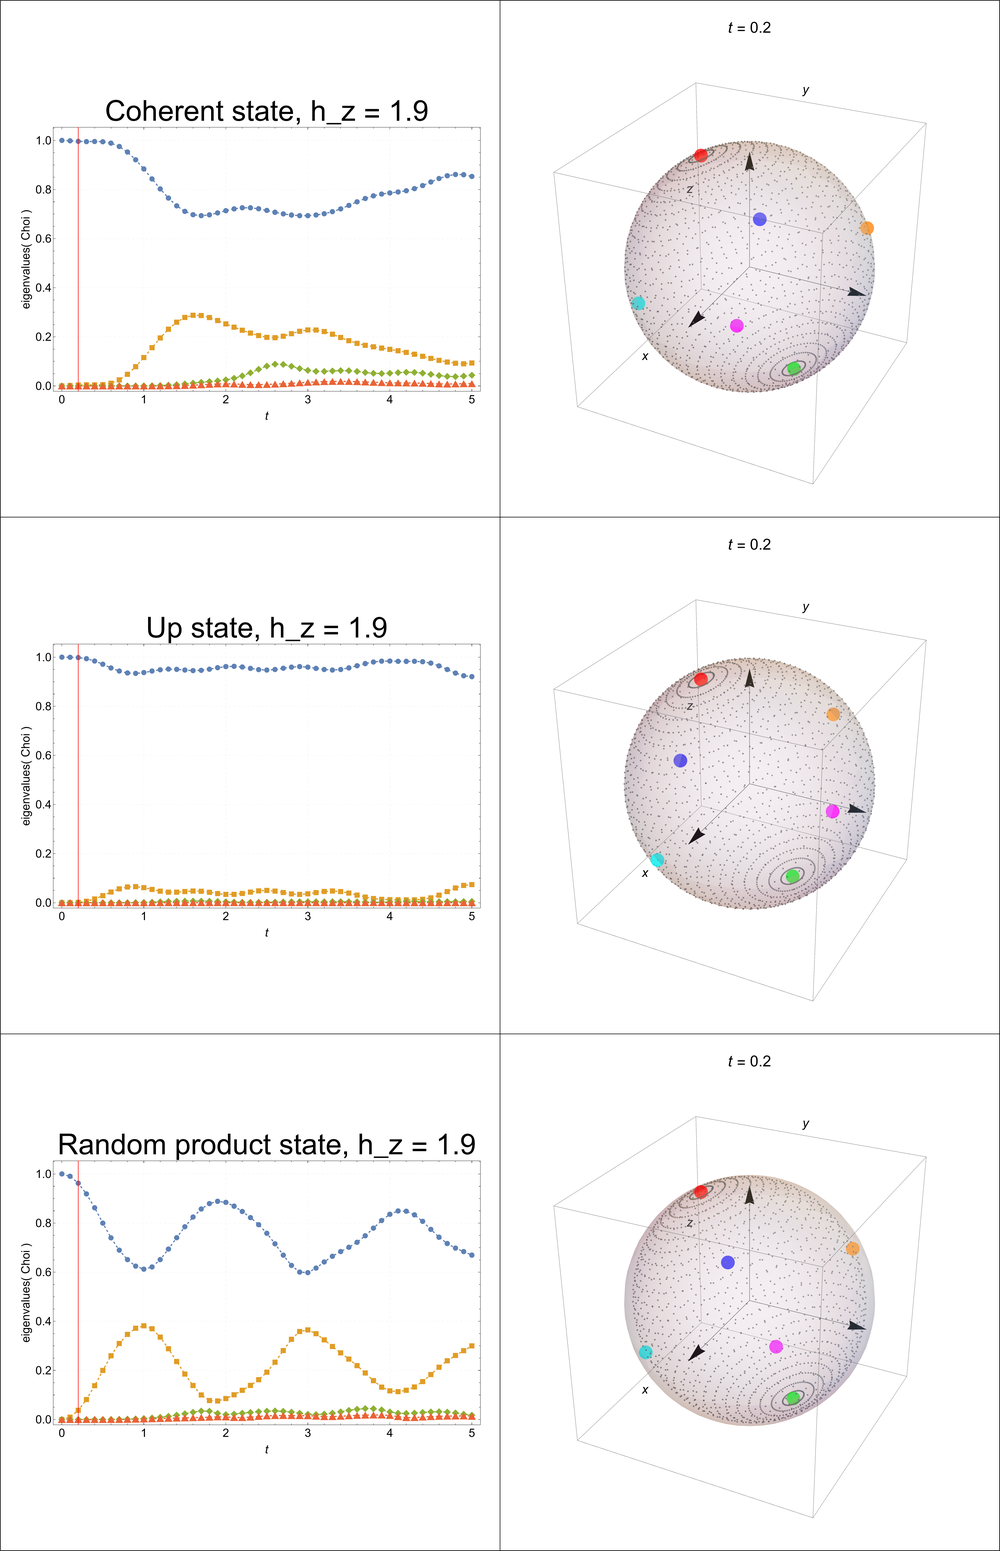 Coherent state, h_z = 1.9
eigenvalues( Choi )
1.0
0.8
0.6
0.4
0.2
0.0
0 1 2 3 4 5
t
t = 0.2
y
z
x
Up state, h_z = 1.9
eigenvalues( Choi )
1.0
0.8
0.6
0.4
0.2
0.0
0 1 2 3 4 5
t
t = 0.2
y
z
x
Random product state, h_z = 1.9
eigenvalues( Choi )
1.0
0.8
0.6
0.4
0.2
0.0
0 1 2 3 4 5
t
t = 0.2
y
z
x